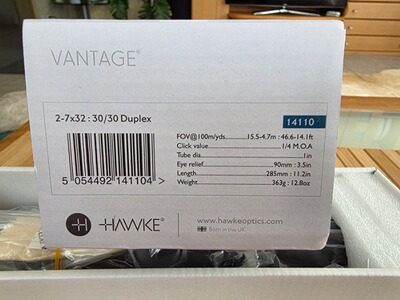 VANTAGE®
2-7x32 : 30/30 Duplex
14110
FOV@100m/yds 15.5-4.7m : 46.6-14.1ft
Click value 1/4 M.O.A
Tube dia. 1in
Eye relief 90mm : 3.5in
Length 285mm : 11.2in
Weight 363g : 12.8oz
5 054492 141104 >
HAWKE®
www.hawkeoptics.com
Born in the UK